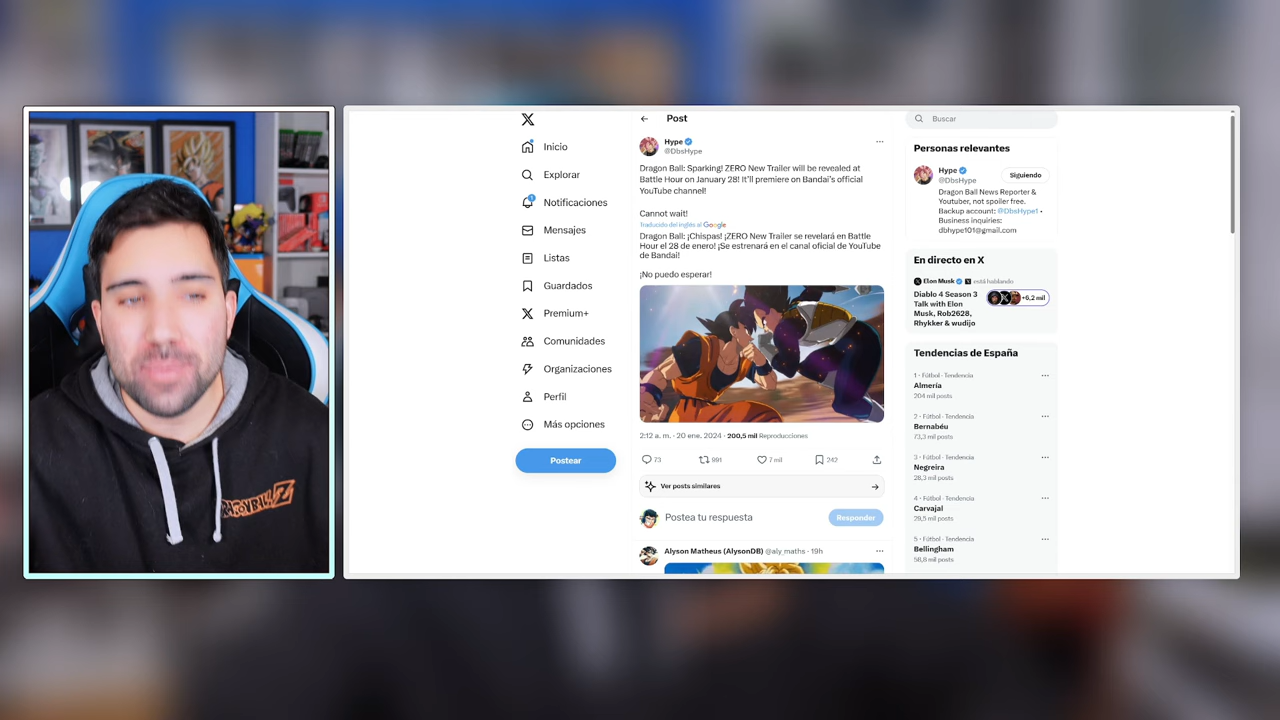 DRAGONBALL Z
Inicio
Explorar
1
Notificaciones
Mensajes
Listas
Guardados
Premium+
Comunidades
Organizaciones
Perfil
Más opciones
Postear
Post
Hype
@DbsHype
Dragon Ball: Sparking! ZERO New Trailer will be revealed at
Battle Hour on January 28! It'll premiere on Bandai's official
YouTube channel!
Cannot wait!
Traducido del inglés al Google
Dragon Ball: ¡Chispas! ¡ZERO New Trailer se revelará en Battle
Hour el 28 de enero! ¡Se estrenará en el canal oficial de YouTube
de Bandai!
¡No puedo esperar!
2:12 a. m. · 20 ene. 2024 · 200,5 mil Reproducciones
73
991
7 mil
242
Ver posts similares
Postea tu respuesta
Responder
Alyson Matheus (AlysonDB) @aly_maths · 19h
Buscar
Personas relevantes
Hype
@DbsHype
Siguiendo
Dragon Ball News Reporter &
Youtuber, not spoiler free.
Backup account: @DbsHype1 •
Business inquiries:
dbhype101@gmail.com
En directo en X
Elon Musk está hablando
Diablo 4 Season 3
Talk with Elon
Musk, Rob2628,
Rhykker & wudijo
+6,2 mil
Tendencias de España
1 · Fútbol · Tendencia
Almería
204 mil posts
2 · Fútbol · Tendencia
Bernabéu
73,3 mil posts
3 · Fútbol · Tendencia
Negreira
28,3 mil posts
4 · Fútbol · Tendencia
Carvajal
29,5 mil posts
5 · Fútbol · Tendencia
Bellingham
58,8 mil posts